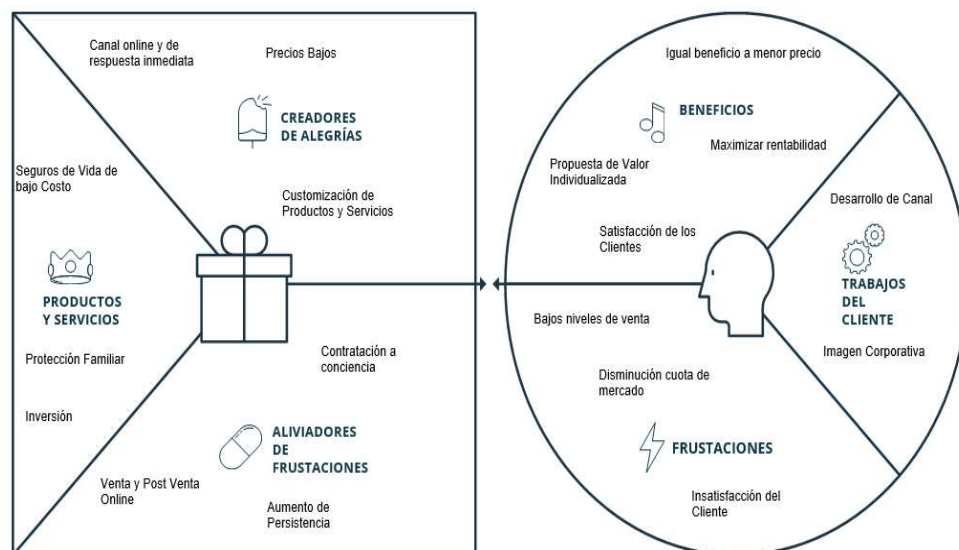 Canal online y de
respuesta inmediata
Precios Bajos
CREADORES
DE ALEGRÍAS
Seguros de Vida de
bajo Costo
Customización de
Productos y Servicios
PRODUCTOS
Y SERVICIOS
Protección Familiar
Inversión
Contratación a
conciencia
ALIVIADORES
DE
FRUSTACIONES
Venta y Post Venta
Online
Aumento de
Persistencia
Igual beneficio a menor precio
BENEFICIOS
Maximizar rentabilidad
Propuesta de Valor
Individualizada
Satisfacción de los
Clientes
Desarrollo de Canal
TRABAJOS
DEL
CLIENTE
Imagen Corporativa
Bajos niveles de venta
Disminución cuota de
mercado
FRUSTACIONES
Insatisfacción del
Cliente